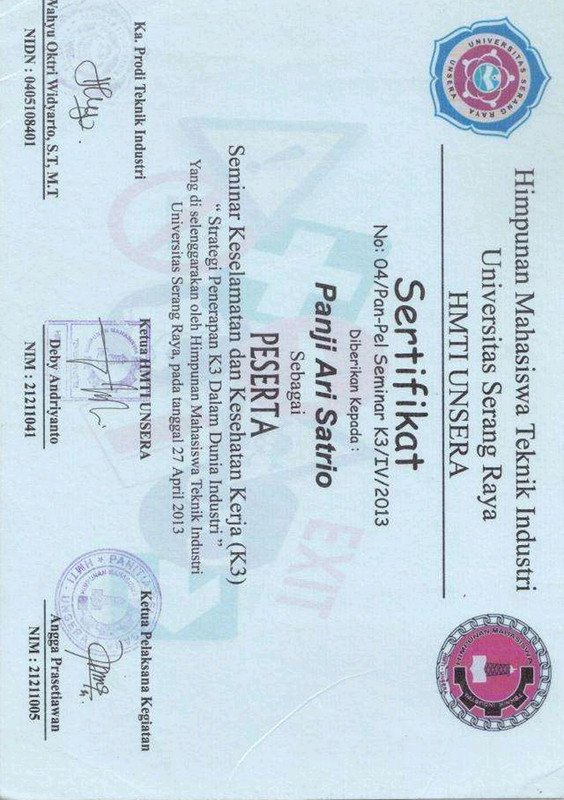 UNIVERSITAS SERANG RAYA
UNSERA
Himpunan Mahasiswa Teknik Industri
Universitas Serang Raya
HMTI UNSERA
HIMPUNAN MAHASISWA
Sertifikat
No: 04/Pan-Pel Seminar K3/IV/2013
Diberikan Kepada :
Panji Ari Satrio
Sebagai
PESERTA
Seminar Keselamatan dan Kesehatan Kerja (K3)
“ Strategi Penerapan K3 Dalam Dunia Industri ”
Yang di selenggarakan oleh Himpunan Mahasiswa Teknik Industri
Universitas Serang Raya, pada tanggal 27 April 2013
EXIT
Ka. Prodi Teknik Industri
Wahyu Oktri Widyarto, S.T, M.T
NIDN : 0405108401
Ketua HMTI UNSERA
Deby Andriyanto
NIM : 21211041
Ketua Pelaksana Kegiatan
Angga Prasetiawan
NIM : 21211005